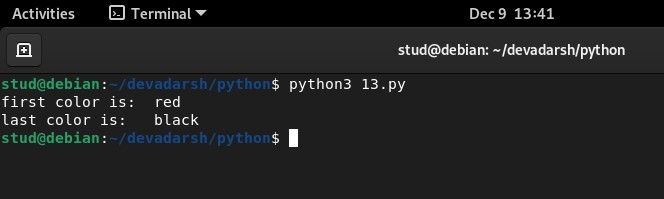 Activities Terminal Dec 9 13:41
stud@debian: ~/devadarsh/python
stud@debian:~/devadarsh/python$ python3 13.py
first color is:  red
last color is:   black
stud@debian:~/devadarsh/python$